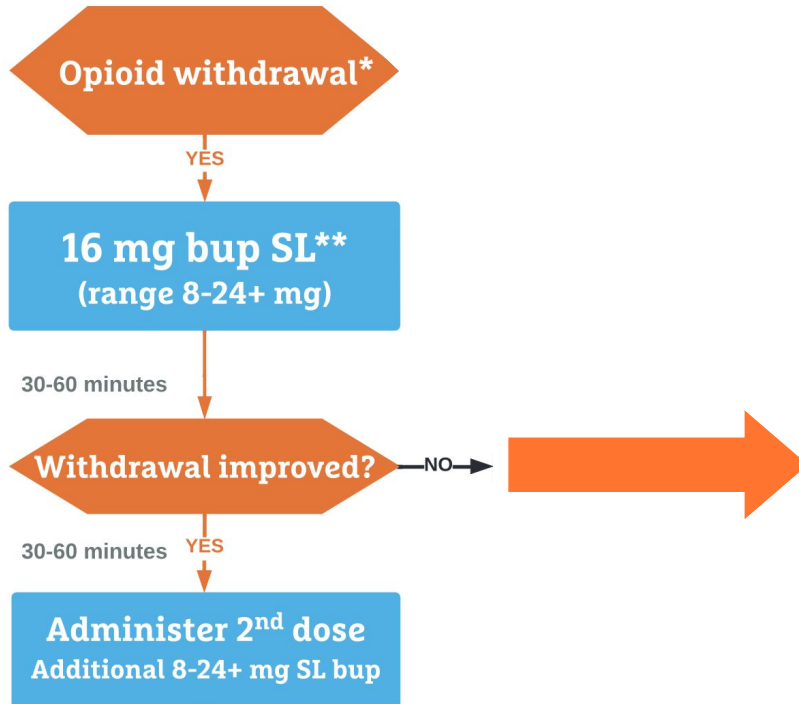 Opioid withdrawal*
YES
16 mg bup SL**
(range 8-24+ mg)
30-60 minutes
Withdrawal improved?
NO
30-60 minutes
YES
Administer 2nd dose
Additional 8-24+ mg SL bup